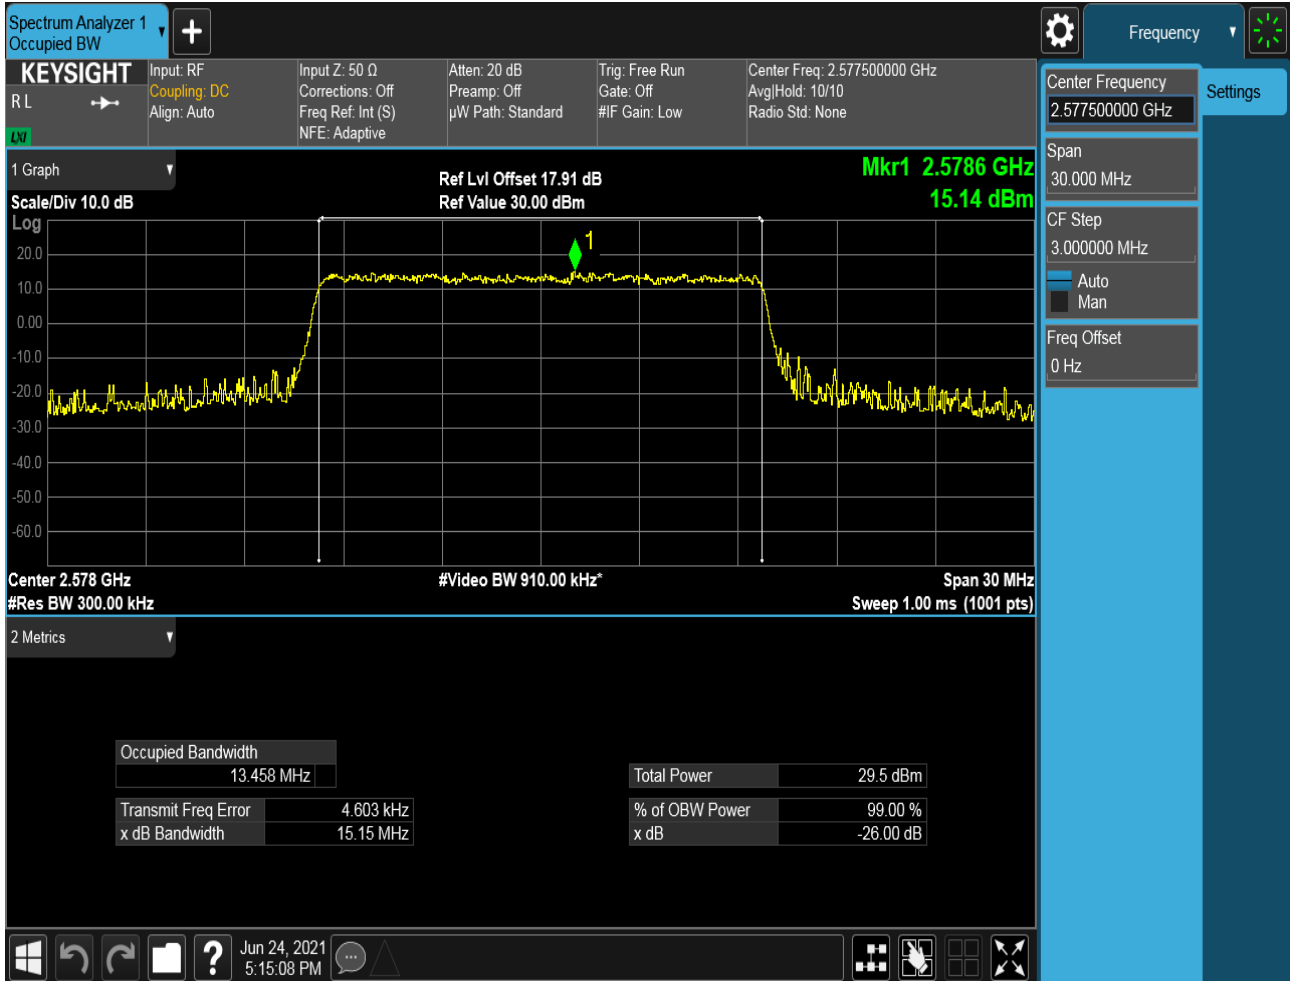 Spectrum Analyzer 1
Occupied BW
Frequency
KEYSIGHT
R L
LXI
Input: RF
Coupling: DC
Align: Auto
Input Z: 50 Ω
Corrections: Off
Freq Ref: Int (S)
NFE: Adaptive
Atten: 20 dB
Preamp: Off
µW Path: Standard
Trig: Free Run
Gate: Off
#IF Gain: Low
Center Freq: 2.577500000 GHz
Avg|Hold: 10/10
Radio Std: None
Center Frequency
2.577500000 GHz
Settings
Span
30.000 MHz
CF Step
3.000000 MHz
Auto
Man
Freq Offset
0 Hz
1 Graph
Ref Lvl Offset 17.91 dB
Mkr1 2.5786 GHz
Scale/Div 10.0 dB
Ref Value 30.00 dBm
15.14 dBm
Log
1
20.0
10.0
0.00
-10.0
-20.0
-30.0
-40.0
-50.0
-60.0
Center 2.578 GHz
#Video BW 910.00 kHz*
Span 30 MHz
#Res BW 300.00 kHz
Sweep 1.00 ms (1001 pts)
2 Metrics
Occupied Bandwidth
13.458 MHz
Total Power 29.5 dBm
Transmit Freq Error 4.603 kHz
% of OBW Power 99.00 %
x dB Bandwidth 15.15 MHz
x dB -26.00 dB
?
Jun 24, 2021
5:15:08 PM